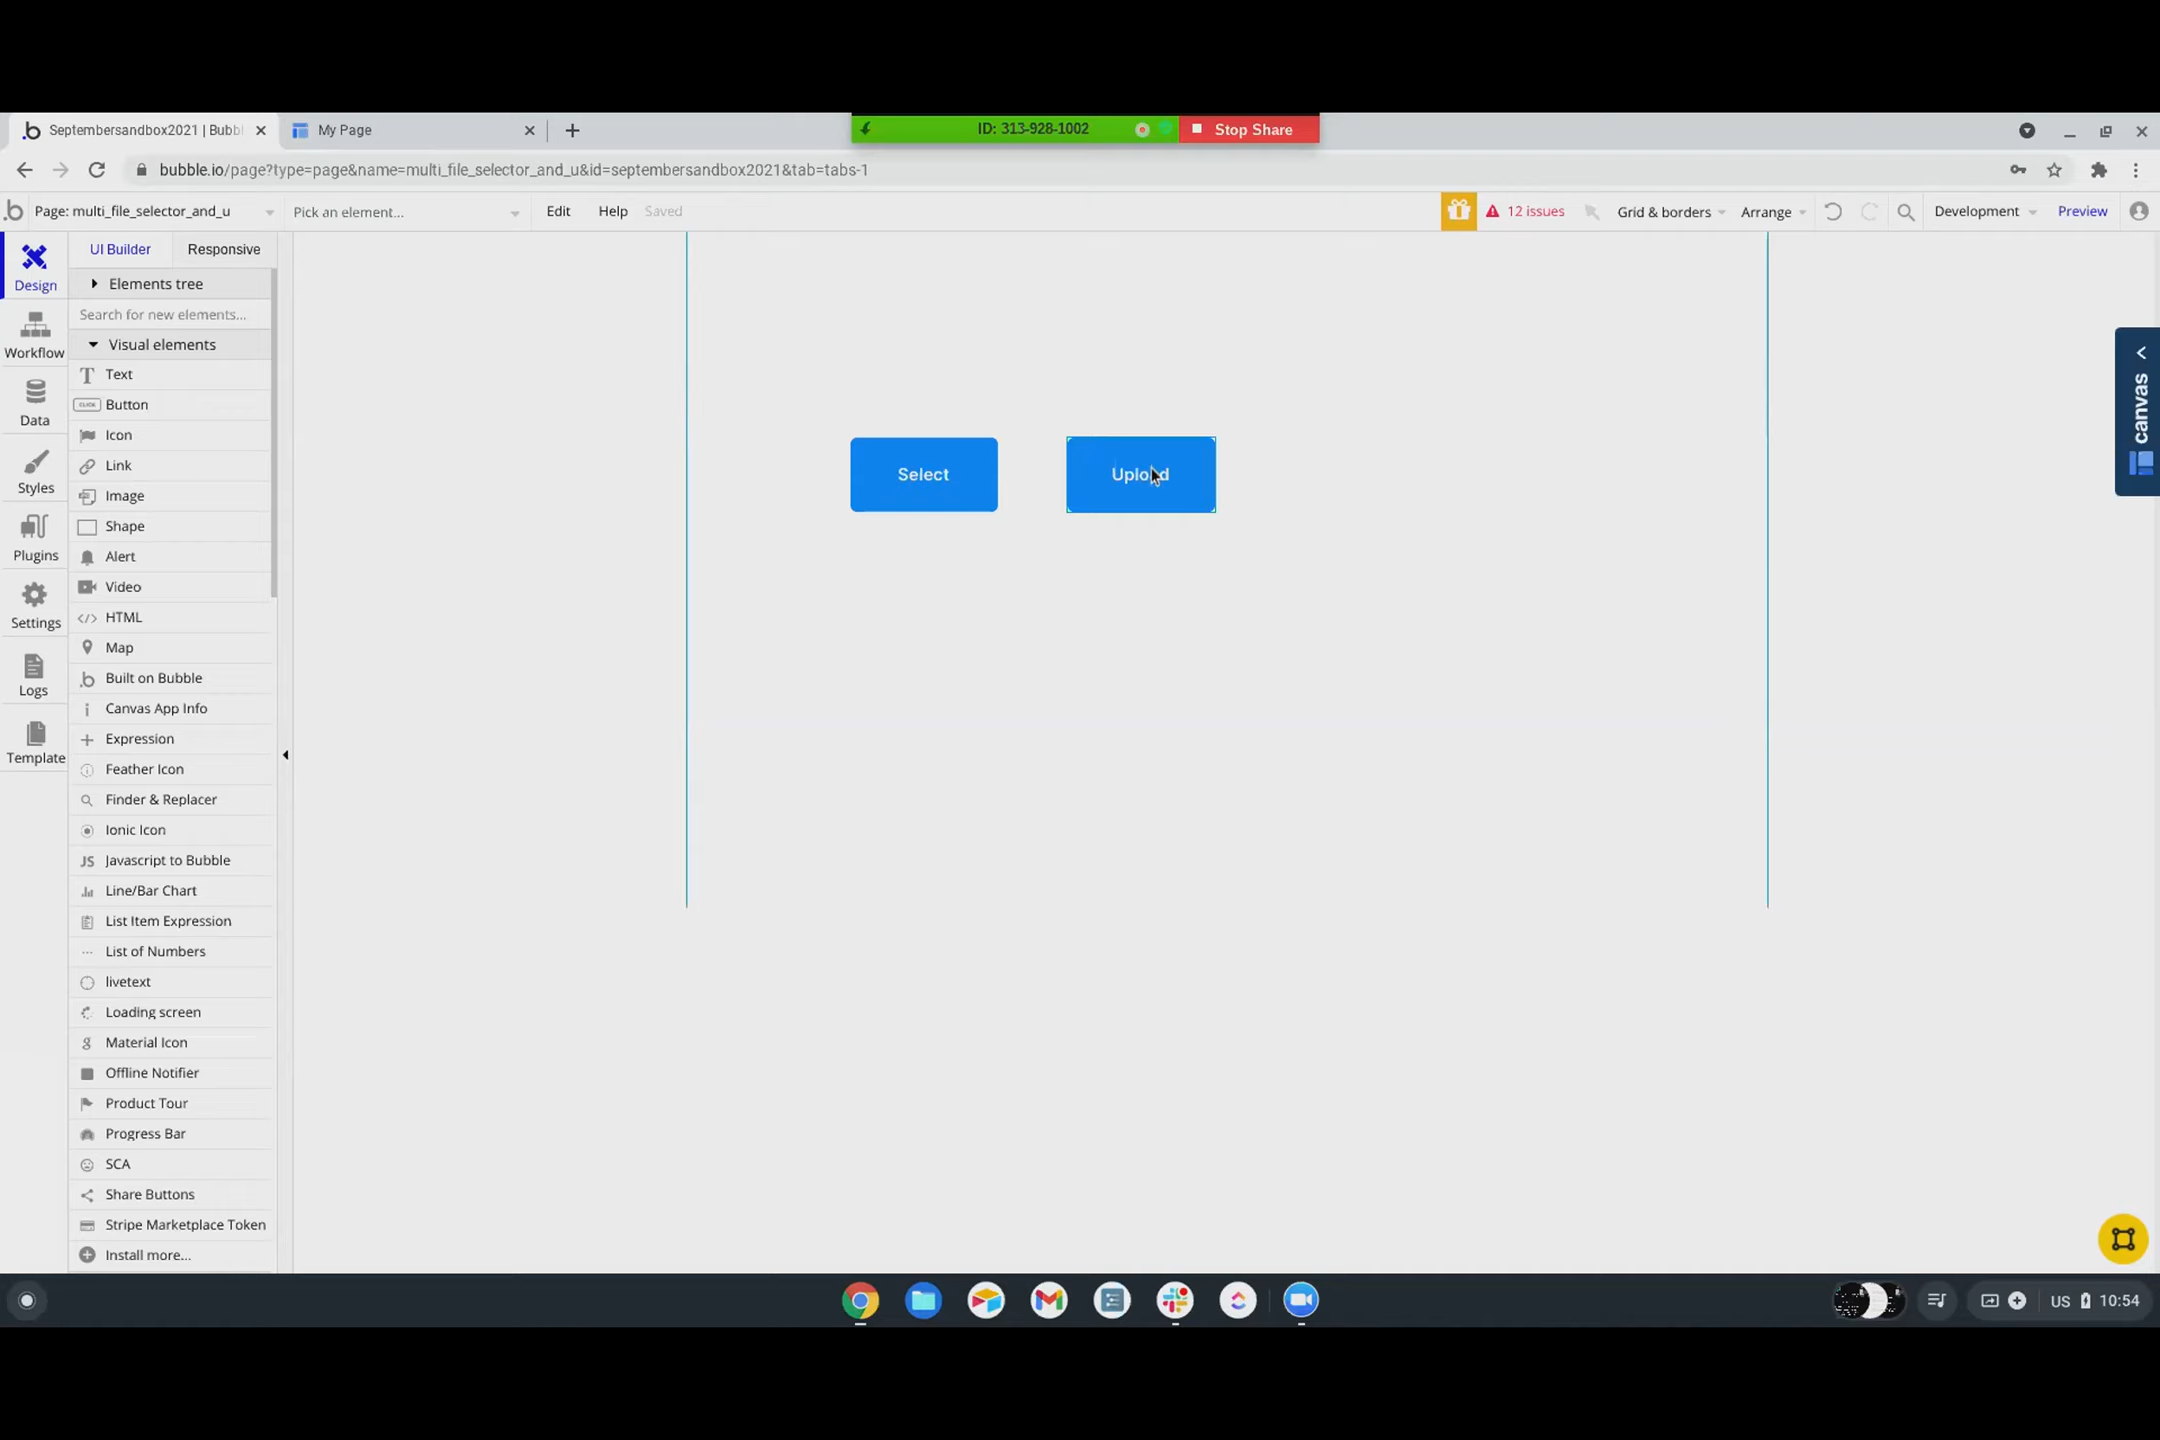 Septembersandbox2021 | Bubbl
My Page
ID: 313-928-1002
Stop Share
bubble.io/page?type=page&name=multi_file_selector_and_u&id=septembersandbox2021&tab=tabs-1
Page: multi_file_selector_and_u
Pick an element...
Edit
Help
Saved
12 issues
Grid & borders
Arrange
Development
Preview
Design
UI Builder
Responsive
Elements tree
Search for new elements...
Workflow
Visual elements
Text
Data
CLICK
Button
Icon
Link
Styles
Image
Shape
Plugins
Alert
Video
Settings
HTML
Map
Logs
Built on Bubble
Canvas App Info
Template
Expression
Feather Icon
Finder & Replacer
Ionic Icon
JS
Javascript to Bubble
Line/Bar Chart
List Item Expression
List of Numbers
livetext
Loading screen
g
Material Icon
Offline Notifier
Product Tour
Progress Bar
SCA
Share Buttons
Stripe Marketplace Token
Install more...
Select
Upload
canvas
US
10:54